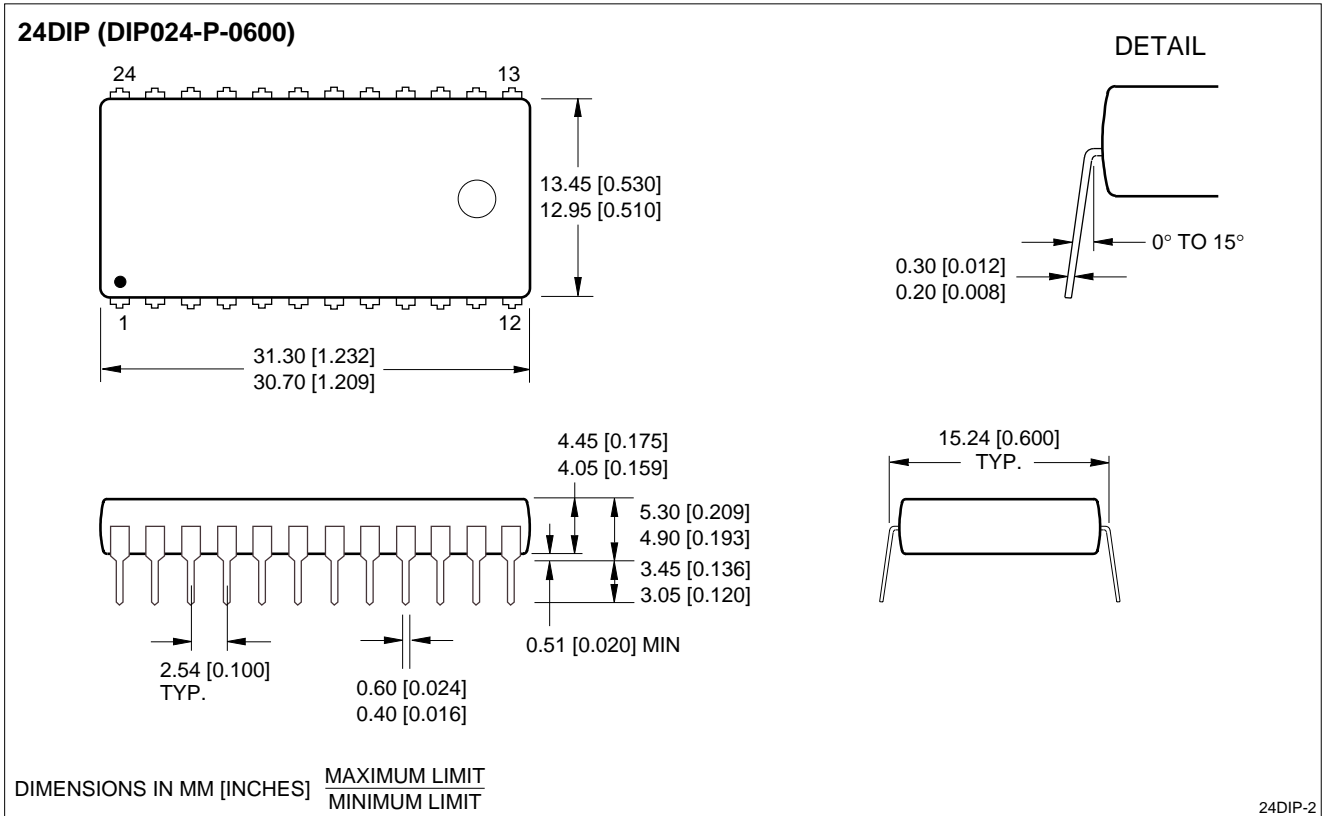 24DIP (DIP024-P-0600)
DETAIL
24
13
13.45 [0.530]
12.95 [0.510]
0° TO 15°
0.30 [0.012]
0.20 [0.008]
1
12
31.30 [1.232]
30.70 [1.209]
4.45 [0.175]
4.05 [0.159]
5.30 [0.209]
4.90 [0.193]
3.45 [0.136]
3.05 [0.120]
0.51 [0.020] MIN
2.54 [0.100]
TYP.
0.60 [0.024]
0.40 [0.016]
15.24 [0.600]
TYP.
DIMENSIONS IN MM [INCHES]
MAXIMUM LIMIT
MINIMUM LIMIT
24DIP-2